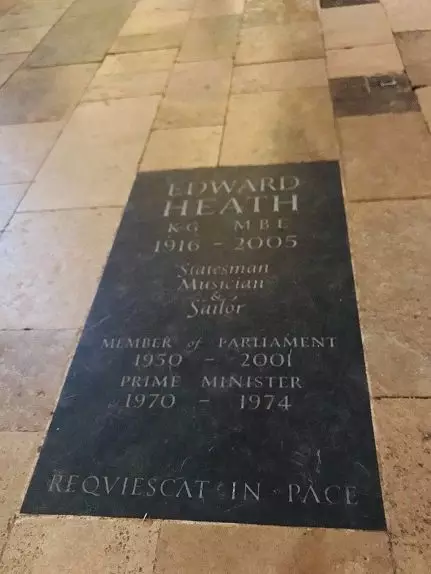 EDWARD
HEATH
KG MBE
1916 – 2005
Statesman
Musician
&
Sailor
MEMBER of PARLIAMENT
1950 – 2001
PRIME MINISTER
1970 – 1974
REQVIESCAT · IN · PACE